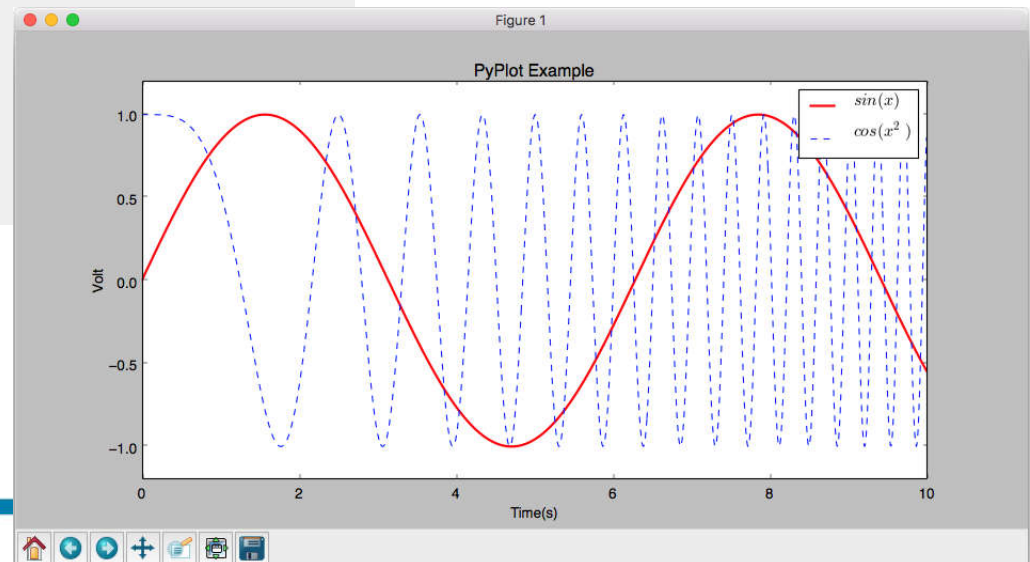 Figure 1
PyPlot Example
sin(x)
cos(x²)
1.0
0.5
0.0
−0.5
−1.0
Volt
0 2 4 6 8 10
Time(s)